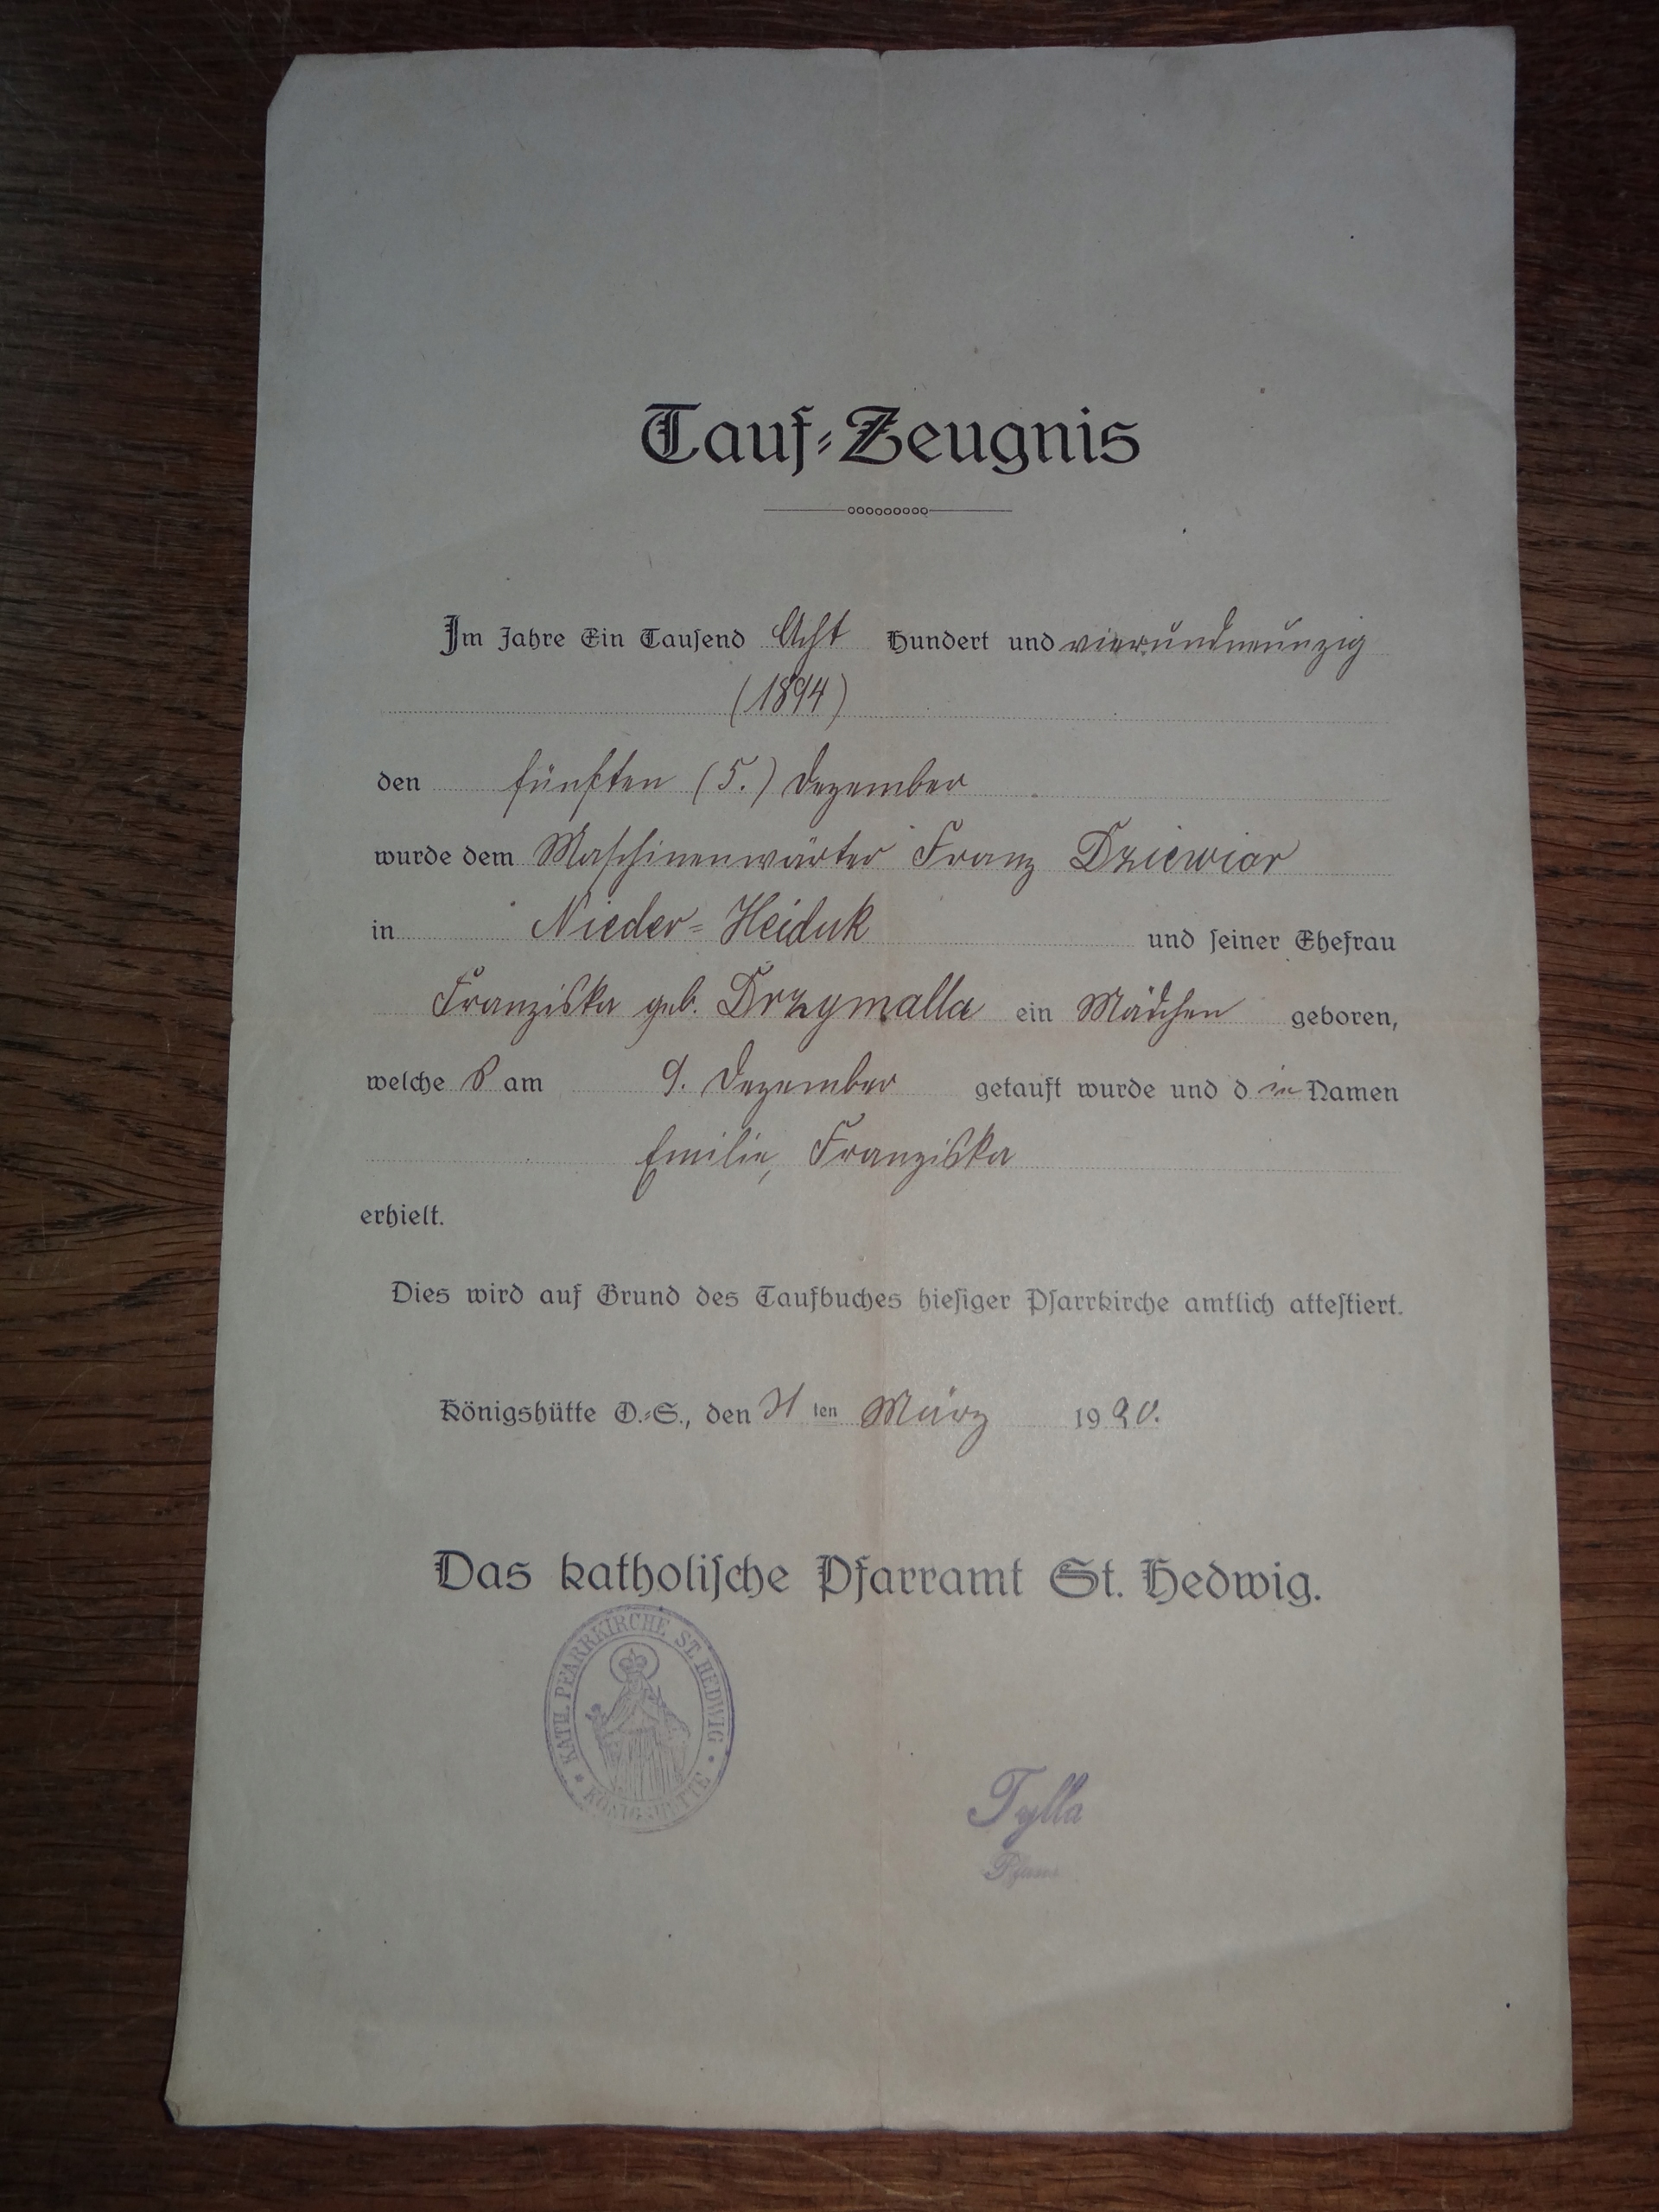 Tauf-Zeugnis
Im Jahre Ein Tausend Acht Hundert und vierundneunzig
(1894)
den fünften (5.) Dezember
wurde dem Maschinenwärter Franz Dziewior
in Nieder-Heiduk und seiner Ehefrau
Franziska geb. Drzymalla ein Mädchen geboren,
welche s am 9. Dezember getauft wurde und d ie Namen
Emilie, Franziska
erhielt.
Dies wird auf Grund des Taufbuches hiesiger Pfarrkirche amtlich attestiert.
Königshütte O.-S., den ten März 1920.
Das katholische Pfarramt St. Hedwig.
KATH. PFARRKIRCHE ST. HEDWIG
KÖNIGSHÜTTE
Tylla